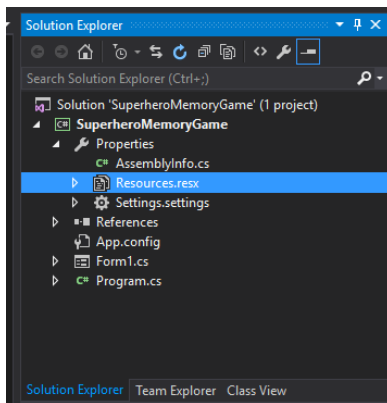 Solution Explorer
Search Solution Explorer (Ctrl+;)
Solution 'SuperheroMemoryGame' (1 project)
C# SuperheroMemoryGame
Properties
C# AssemblyInfo.cs
Resources.resx
Settings.settings
References
App.config
Form1.cs
C# Program.cs
Solution Explorer Team Explorer Class View